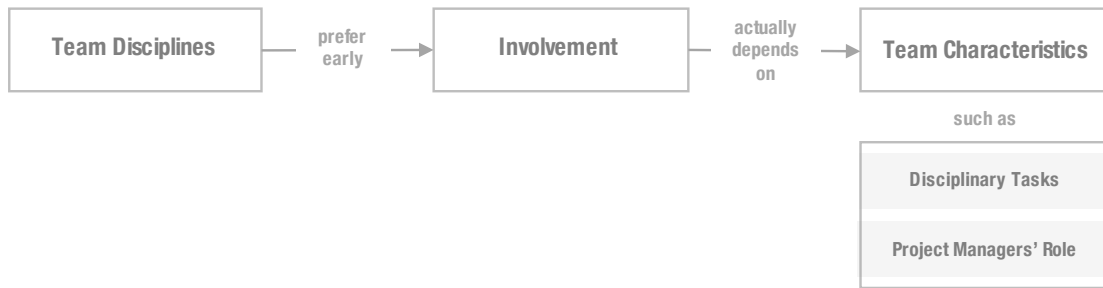 Team Disciplines
prefer
early
Involvement
actually
depends
on
Team Characteristics
such as
Disciplinary Tasks
Project Managers’ Role